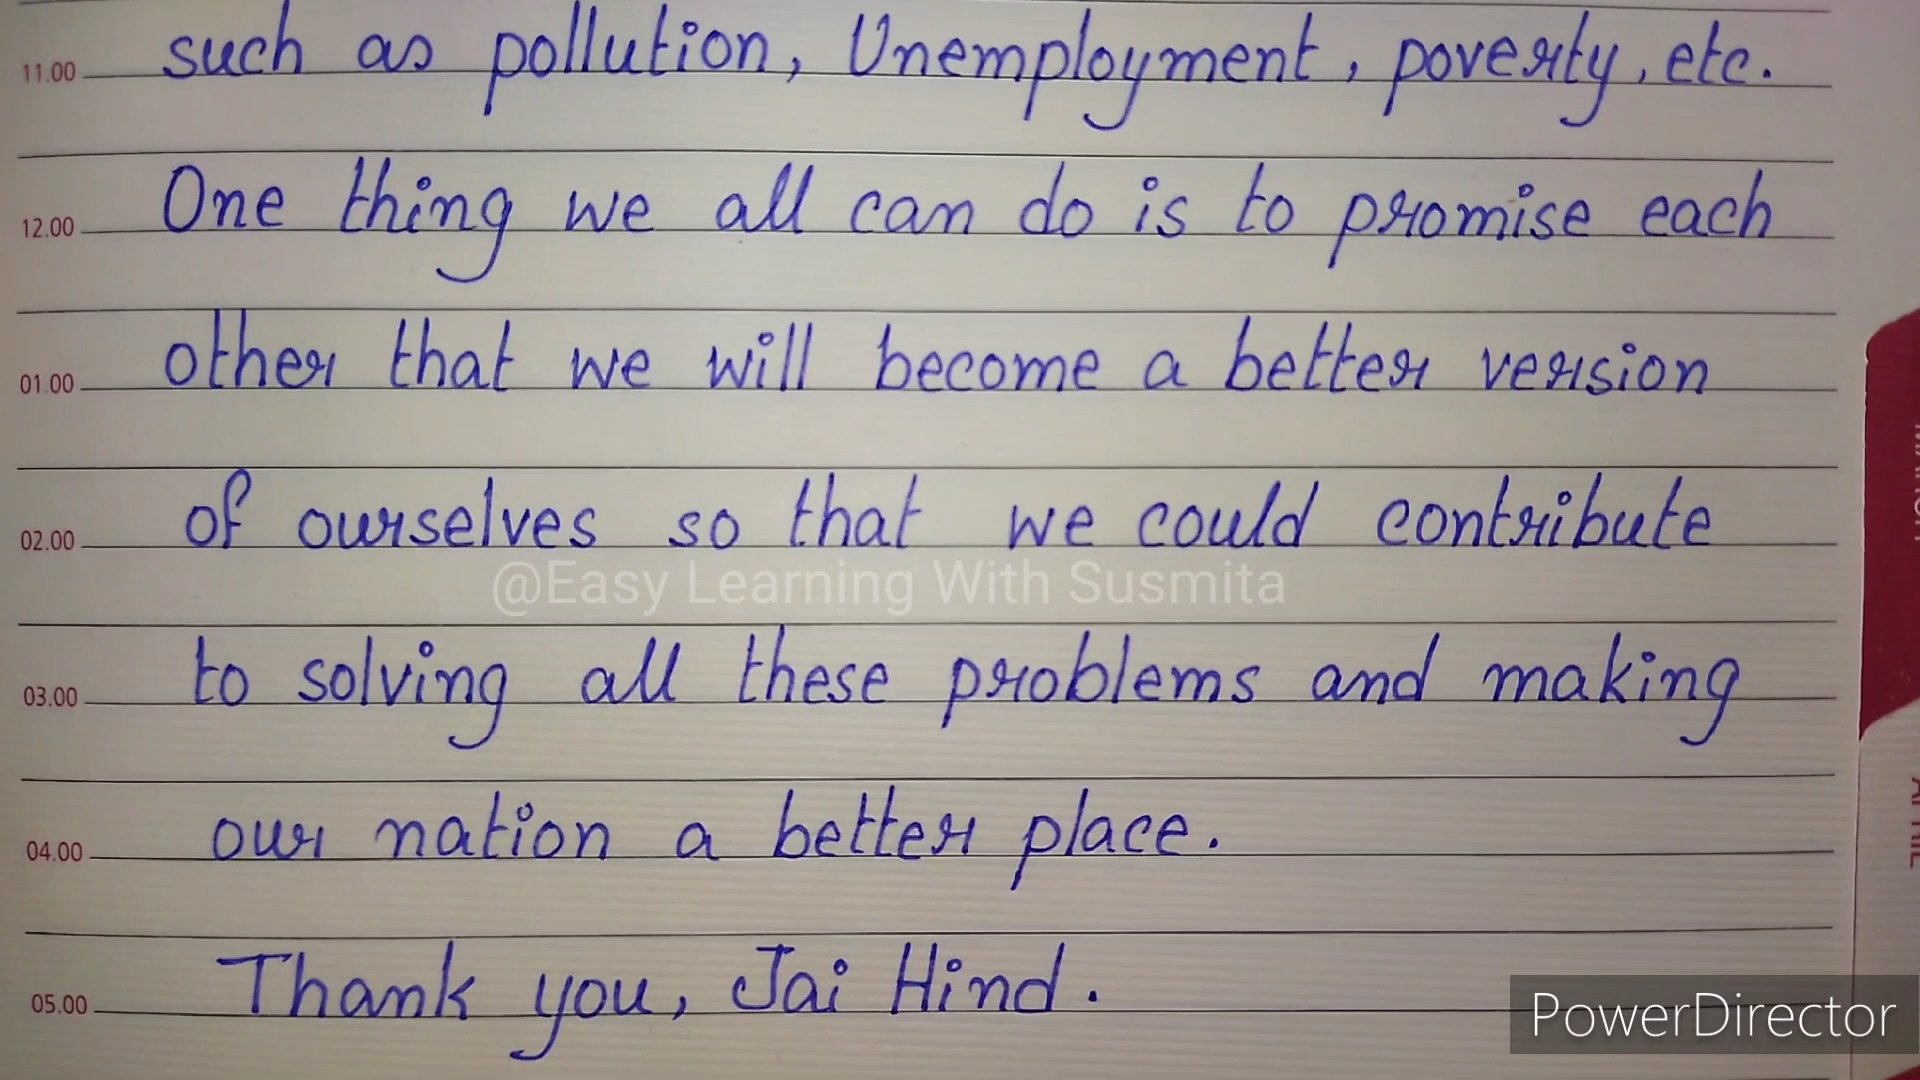 11.00 such as pollution, Unemployment, poverty, etc.
12.00 One thing we all can do is to promise each
01.00 other that we will become a better version
02.00 of ourselves so that we could contribute
@Easy Learning With Susmita
03.00 to solving all these problems and making
04.00 our nation a better place.
05.00 Thank you, Jai Hind.
PowerDirector